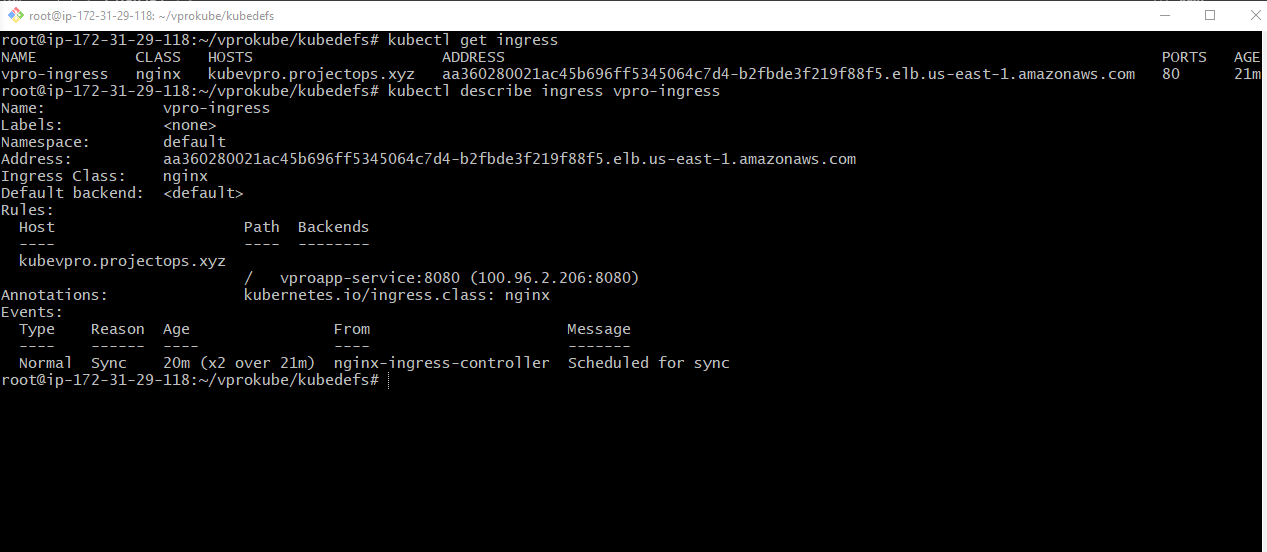 root@ip-172-31-29-118: ~/vprokube/kubedefs
root@ip-172-31-29-118:~/vprokube/kubedefs# kubectl get ingress
NAME CLASS HOSTS ADDRESS PORTS AGE
vpro-ingress nginx kubevpro.projectops.xyz aa360280021ac45b696ff5345064c7d4-b2fbde3f219f88f5.elb.us-east-1.amazonaws.com 80 21m
root@ip-172-31-29-118:~/vprokube/kubedefs# kubectl describe ingress vpro-ingress
Name: vpro-ingress
Labels: <none>
Namespace: default
Address: aa360280021ac45b696ff5345064c7d4-b2fbde3f219f88f5.elb.us-east-1.amazonaws.com
Ingress Class: nginx
Default backend: <default>
Rules:
Host Path Backends
---- ---- --------
kubevpro.projectops.xyz
/ vproapp-service:8080 (100.96.2.206:8080)
Annotations: kubernetes.io/ingress.class: nginx
Events:
Type Reason Age From Message
---- ------ ---- ---- -------
Normal Sync 20m (x2 over 21m) nginx-ingress-controller Scheduled for sync
root@ip-172-31-29-118:~/vprokube/kubedefs#